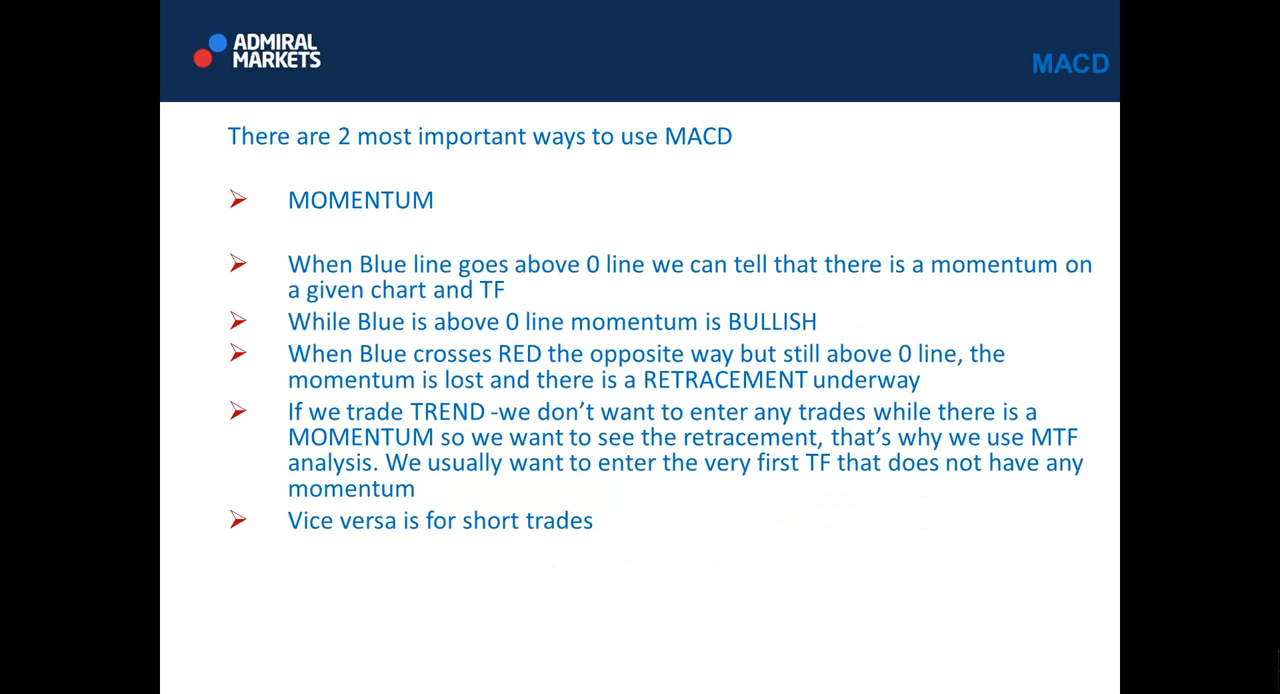 ADMIRAL
MARKETS
MACD
There are 2 most important ways to use MACD
MOMENTUM
When Blue line goes above 0 line we can tell that there is a momentum on
a given chart and TF
While Blue is above 0 line momentum is BULLISH
When Blue crosses RED the opposite way but still above 0 line, the
momentum is lost and there is a RETRACEMENT underway
If we trade TREND -we don’t want to enter any trades while there is a
MOMENTUM so we want to see the retracement, that’s why we use MTF
analysis. We usually want to enter the very first TF that does not have any
momentum
Vice versa is for short trades